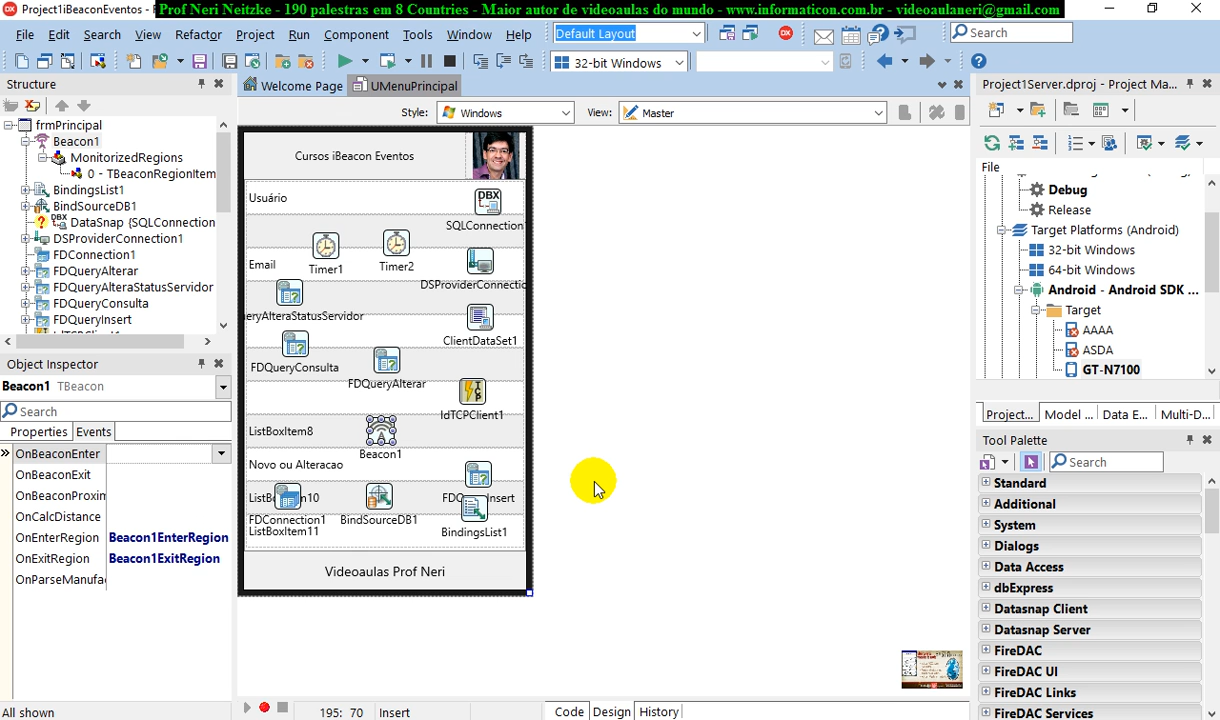 Project1iBeaconEventos -
Prof Neri Neitzke - 190 palestras em 8 Countries - Maior autor de videoaulas do mundo - www.informaticon.com.br - videoaulaneri@gmail.com
File Edit Search View Refactor Project Run Component Tools Window Help
Default Layout
Search
32-bit Windows
Structure
Welcome Page
UMenuPrincipal
Project1Server.dproj - Project Ma...
Style: Windows
View: Master
frmPrincipal
Beacon1
MonitorizedRegions
0 - TBeaconRegionItem
BindingsList1
BindSourceDB1
DataSnap {SQLConnection
DSProviderConnection1
FDConnection1
FDQueryAlterar
FDQueryAlteraStatusServidor
FDQueryConsulta
FDQueryInsert
Object Inspector
Beacon1 TBeacon
Search
Properties Events
OnBeaconEnter
OnBeaconExit
OnBeaconProxim
OnCalcDistance
OnEnterRegion Beacon1EnterRegion
OnExitRegion Beacon1ExitRegion
OnParseManufa
All shown
Cursos iBeacon Eventos
Usuário
DBX
SQLConnection
Email
Timer1
Timer2
DSProviderConnectio
eryAlteraStatusServidor
ClientDataSet1
FDQueryConsulta
FDQueryAlterar
IdTCPClient1
ListBoxItem8
Beacon1
Novo ou Alteracao
FDConnection1
BindSourceDB1
ListBoxItem11
BindingsList1
Videoaulas Prof Neri
195: 70
Insert
Code Design History
File
Debug
Release
Target Platforms (Android)
32-bit Windows
64-bit Windows
Android - Android SDK ...
Target
AAAA
ASDA
GT-N7100
Project... Model ... Data E... Multi-D...
Tool Palette
Search
Standard
Additional
System
Dialogs
Data Access
dbExpress
Datasnap Client
Datasnap Server
FireDAC
FireDAC UI
FireDAC Links
FireDAC Services